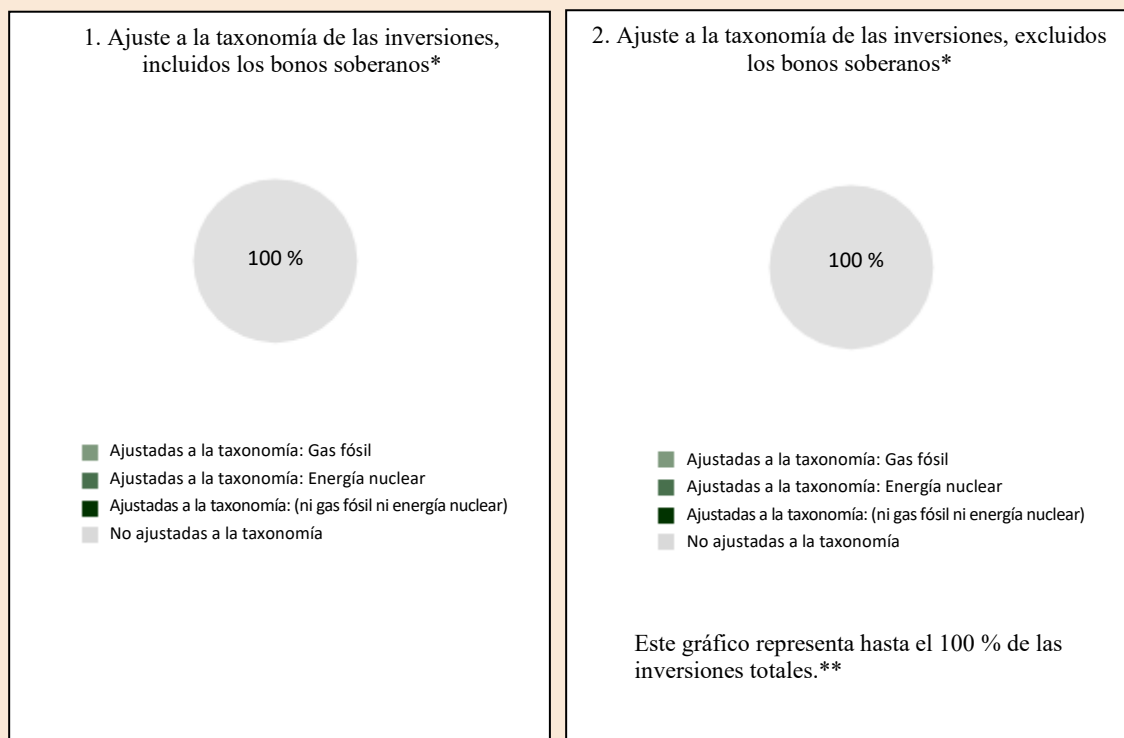 1. Ajuste a la taxonomía de las inversiones,
incluidos los bonos soberanos*
100 %
Ajustadas a la taxonomía: Gas fósil
Ajustadas a la taxonomía: Energía nuclear
Ajustadas a la taxonomía: (ni gas fósil ni energía nuclear)
No ajustadas a la taxonomía
2. Ajuste a la taxonomía de las inversiones, excluidos
los bonos soberanos*
100 %
Ajustadas a la taxonomía: Gas fósil
Ajustadas a la taxonomía: Energía nuclear
Ajustadas a la taxonomía: (ni gas fósil ni energía nuclear)
No ajustadas a la taxonomía
Este gráfico representa hasta el 100 % de las
inversiones totales.**